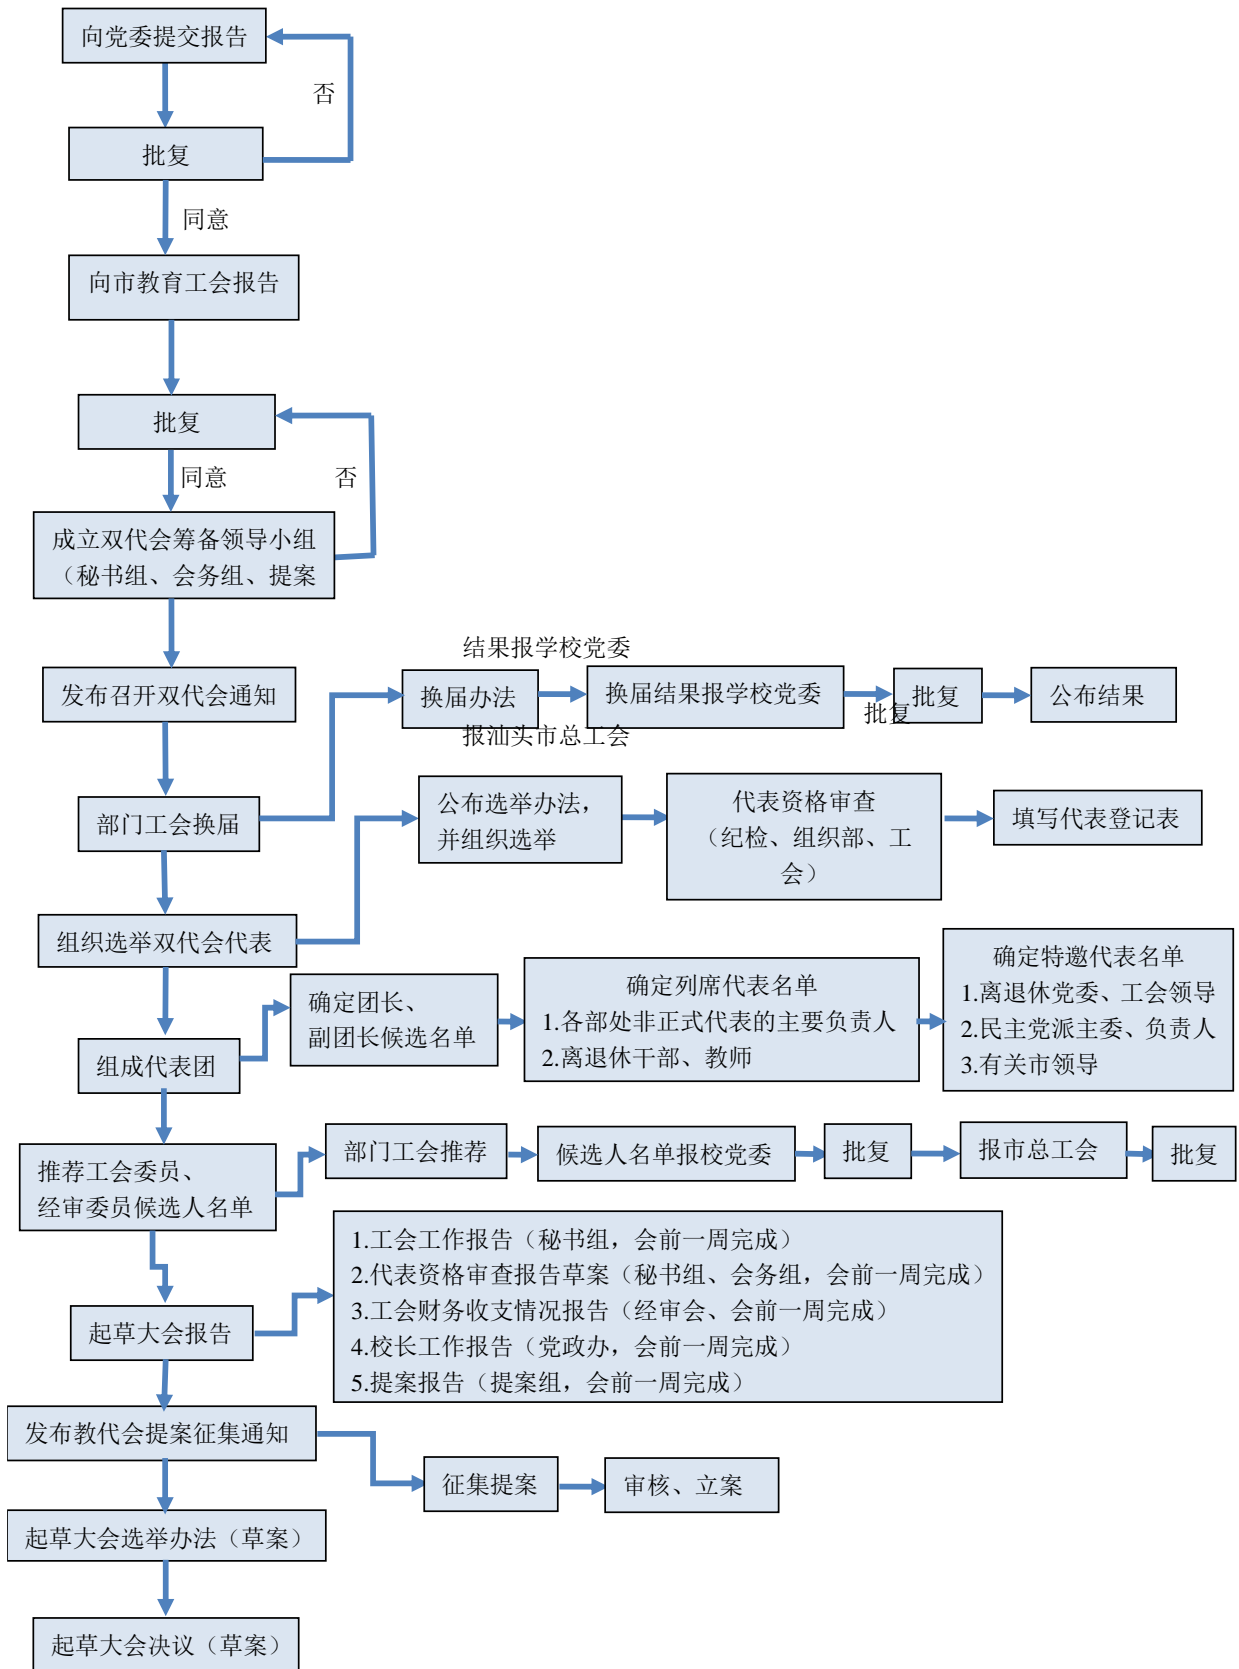 向党委提交报告
否
批复
同意
向市教育工会报告
批复
同意
否
成立双代会筹备领导小组
（秘书组、会务组、提案
发布召开双代会通知
结果报学校党委
换届办法
报汕头市总工会
换届结果报学校党委
批复
批复
公布结果
部门工会换届
公布选举办法，
并组织选举
代表资格审查
（纪检、组织部、工
会）
填写代表登记表
组织选举双代会代表
组成代表团
确定团长、
副团长候选名单
确定列席代表名单
1.各部处非正式代表的主要负责人
2.离退休干部、教师
确定特邀代表名单
1.离退休党委、工会领导
2.民主党派主委、负责人
3.有关市领导
推荐工会委员、
经审委员候选人名单
部门工会推荐
候选人名单报校党委
批复
报市总工会
批复
起草大会报告
1.工会工作报告（秘书组，会前一周完成）
2.代表资格审查报告草案（秘书组、会务组，会前一周完成）
3.工会财务收支情况报告（经审会、会前一周完成）
4.校长工作报告（党政办，会前一周完成）
5.提案报告（提案组，会前一周完成）
发布教代会提案征集通知
征集提案
审核、立案
起草大会选举办法（草案）
起草大会决议（草案）